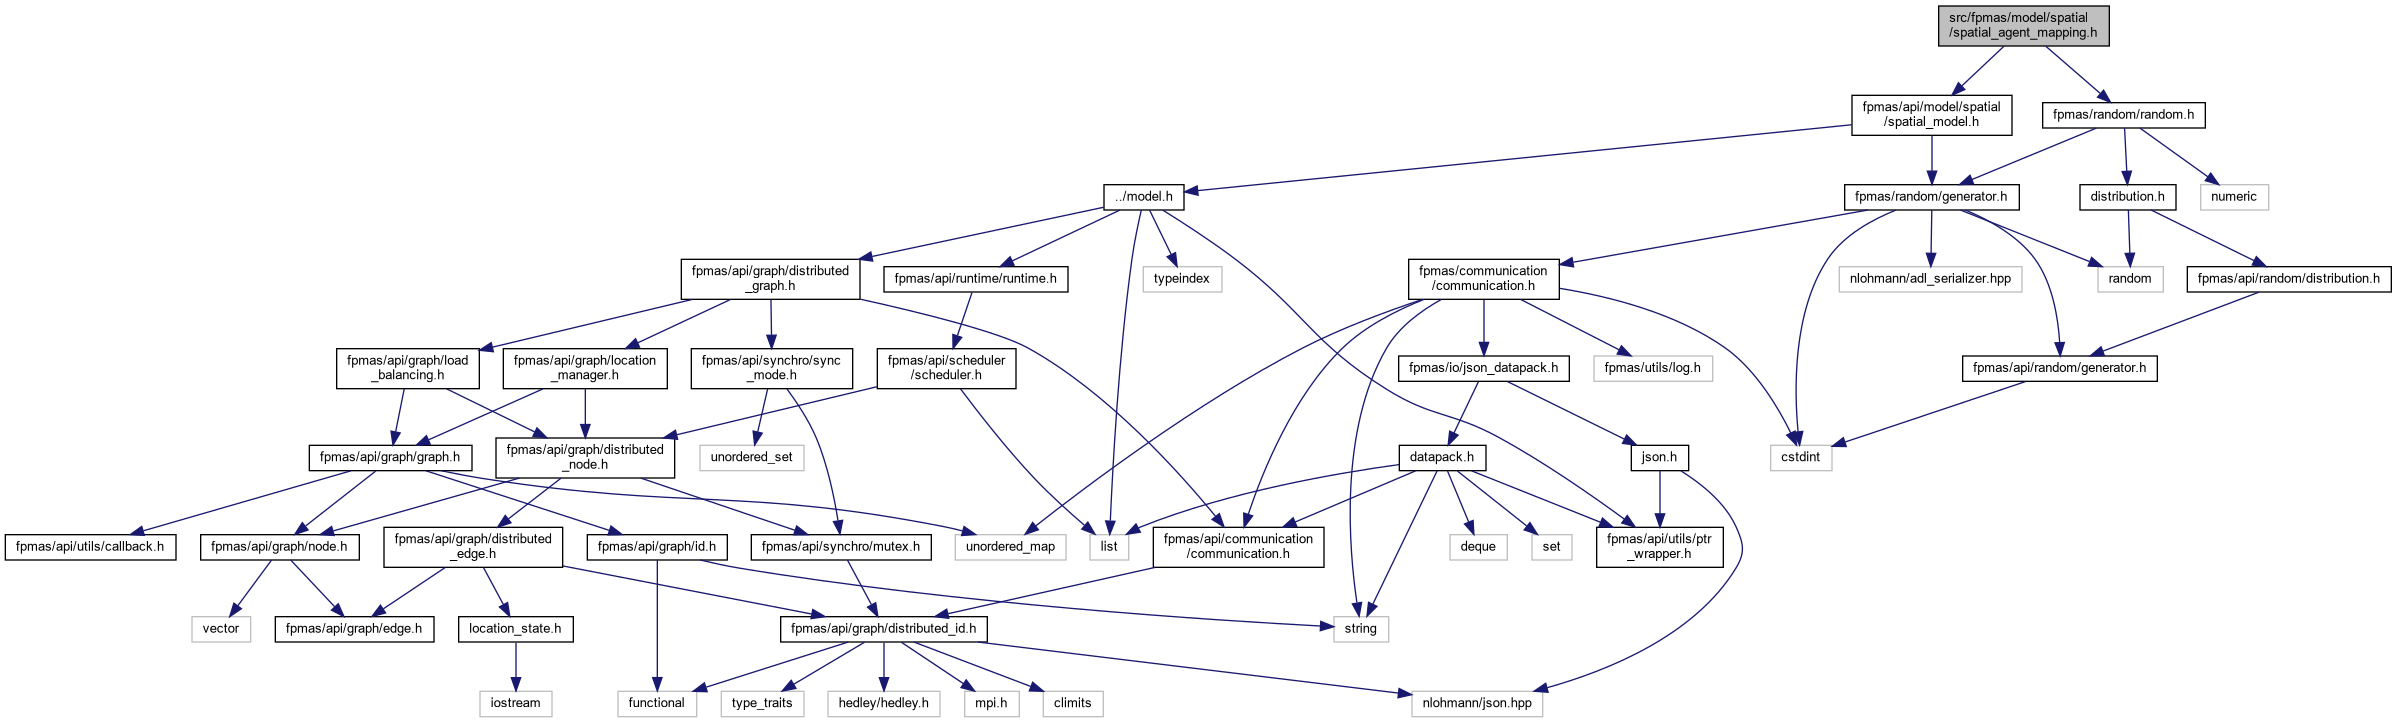 src/fpmas/model/spatial
/spatial_agent_mapping.h
fpmas/api/model/spatial
/spatial_model.h
fpmas/random/random.h
../model.h
fpmas/random/generator.h
distribution.h
numeric
fpmas/api/graph/distributed
_graph.h
fpmas/api/runtime/runtime.h
typeindex
fpmas/communication
/communication.h
nlohmann/adl_serializer.hpp
random
fpmas/api/random/distribution.h
fpmas/api/graph/load
_balancing.h
fpmas/api/graph/location
_manager.h
fpmas/api/synchro/sync
_mode.h
fpmas/api/scheduler
/scheduler.h
fpmas/io/json_datapack.h
fpmas/utils/log.h
fpmas/api/random/generator.h
fpmas/api/graph/graph.h
fpmas/api/graph/distributed
_node.h
unordered_set
datapack.h
json.h
cstdint
fpmas/api/utils/callback.h
fpmas/api/graph/node.h
fpmas/api/graph/distributed
_edge.h
fpmas/api/graph/id.h
fpmas/api/synchro/mutex.h
unordered_map
list
fpmas/api/communication
/communication.h
deque
set
fpmas/api/utils/ptr
_wrapper.h
vector
fpmas/api/graph/edge.h
location_state.h
fpmas/api/graph/distributed_id.h
string
iostream
functional
type_traits
hedley/hedley.h
mpi.h
climits
nlohmann/json.hpp